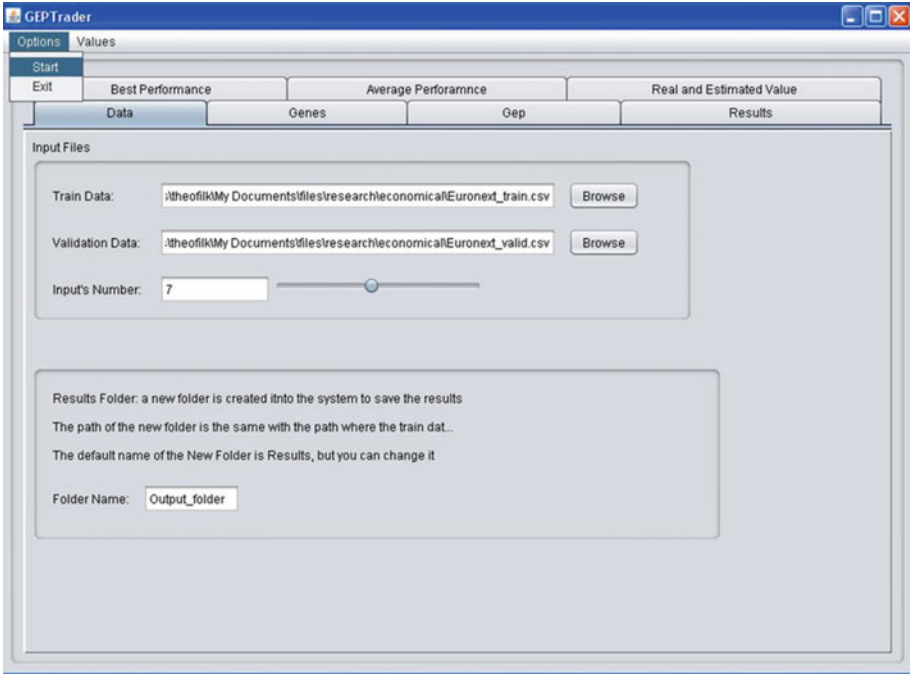 GEPTrader
Options Values
Start
Exit
Best Performance Average Perforamnce Real and Estimated Value
Data Genes Gep Results
Input Files
Train Data: :\theofilk\My Documents\files\research\economical\Euronext_train.csv Browse
Validation Data: :\theofilk\My Documents\files\research\economical\Euronext_valid.csv Browse
Input's Number: 7
Results Folder: a new folder is created itnto the system to save the results
The path of the new folder is the same with the path where the train dat...
The default name of the New Folder is Results, but you can change it
Folder Name: Output_folder